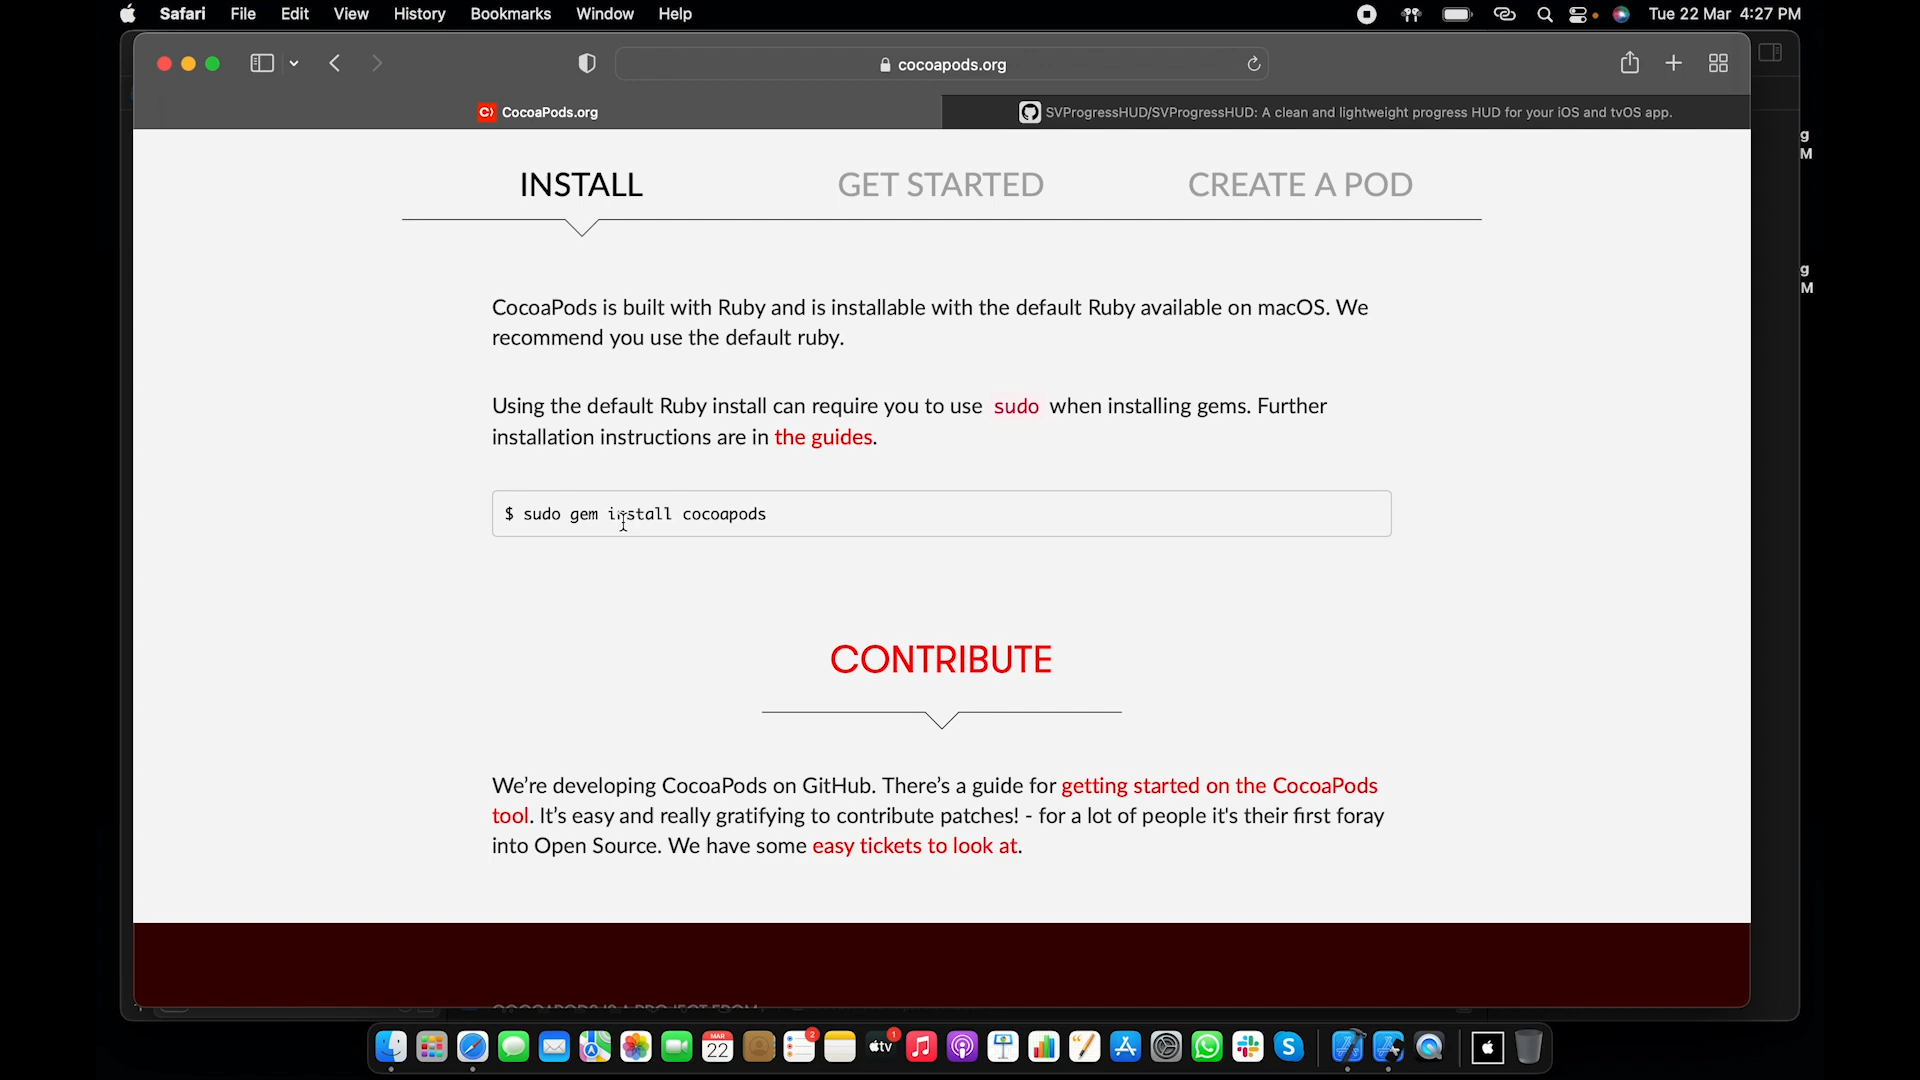 Safari File Edit View History Bookmarks Window Help Tue 22 Mar 4:27 PM
cocoapods.org
CocoaPods.org SVProgressHUD/SVProgressHUD: A clean and lightweight progress HUD for your iOS and tvOS app.
g
M
INSTALL GET STARTED CREATE A POD
g
M
CocoaPods is built with Ruby and is installable with the default Ruby available on macOS. We
recommend you use the default ruby.
Using the default Ruby install can require you to use sudo when installing gems. Further
installation instructions are in the guides.
$ sudo gem install cocoapods
CONTRIBUTE
We're developing CocoaPods on GitHub. There's a guide for getting started on the CocoaPods
tool. It's easy and really gratifying to contribute patches! - for a lot of people it's their first foray
into Open Source. We have some easy tickets to look at.
MAR
22
2
tv
1